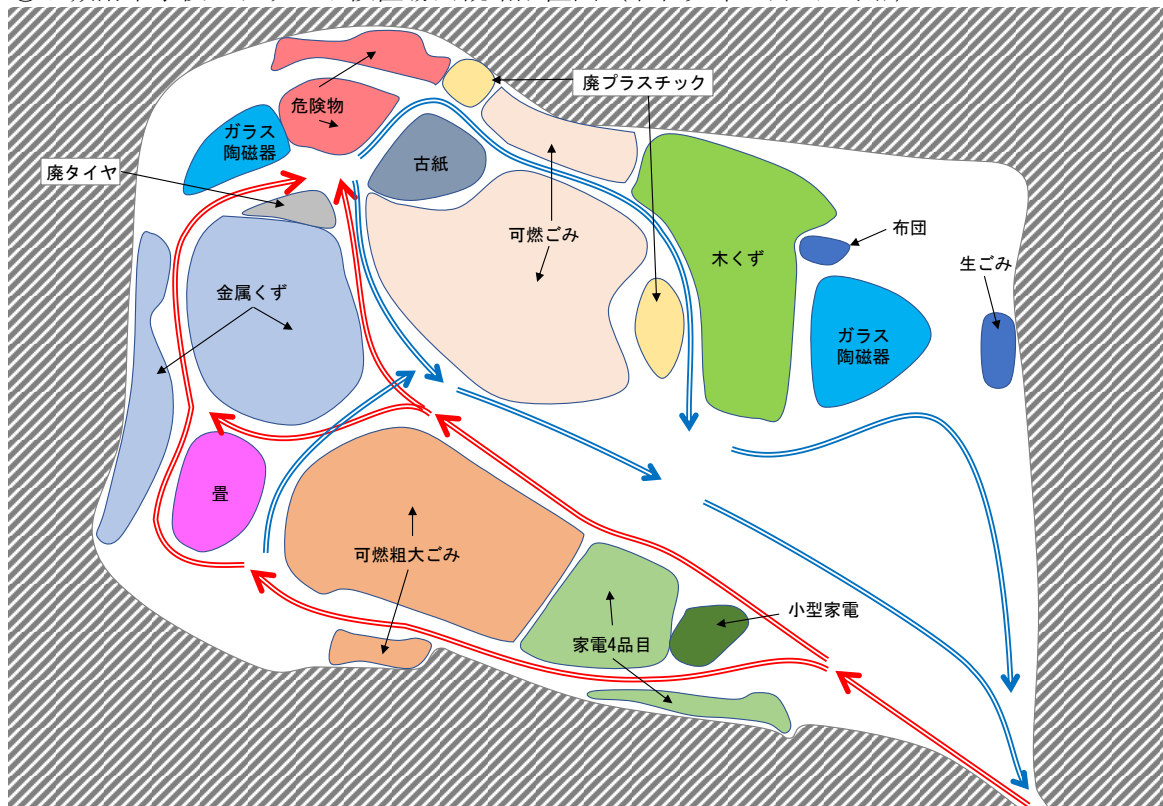 廃プラスチック
危険物
ガラス
陶磁器
古紙
廃タイヤ
可燃ごみ
布団
木くず
生ごみ
金属くず
ガラス
陶磁器
畳
可燃粗大ごみ
小型家電
家電4品目